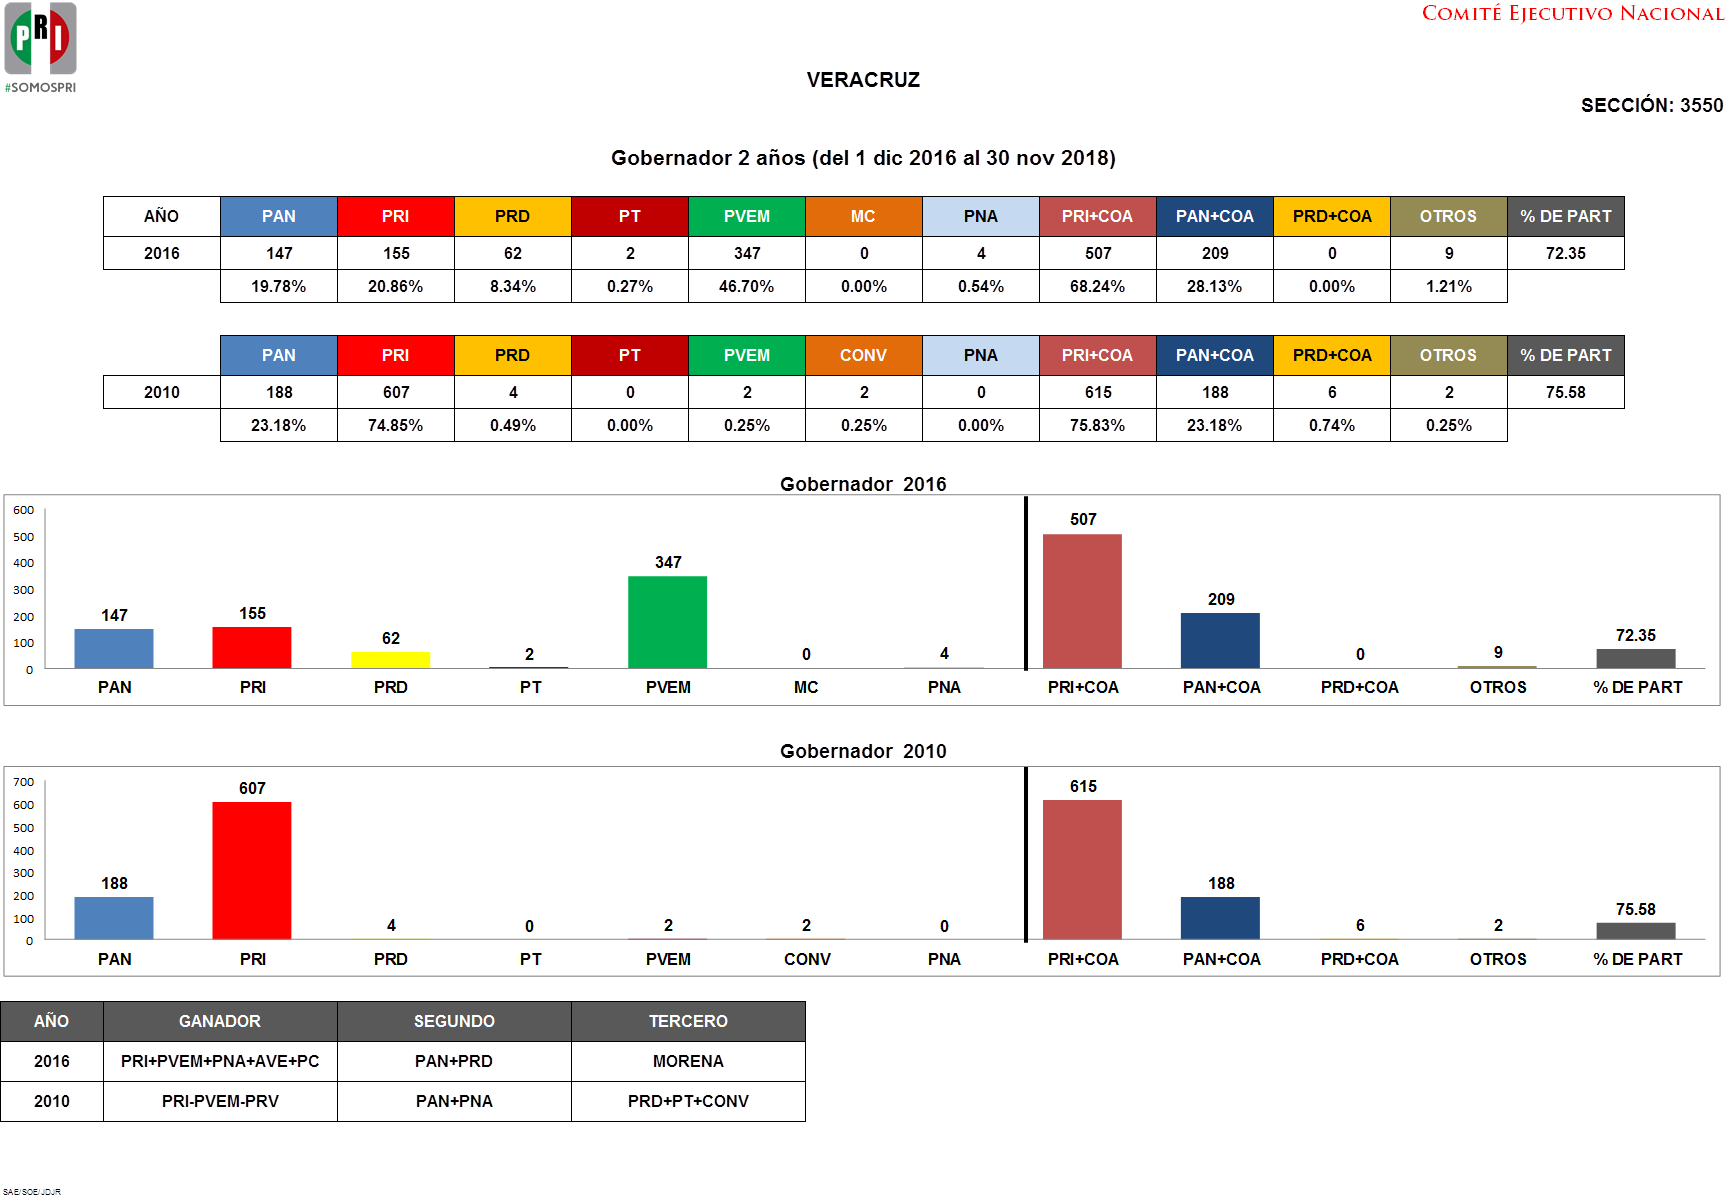 COMITÉ EJECUTIVO NACIONAL
PRI
#SOMOSPRI
VERACRUZ
SECCIÓN: 3550
Gobernador 2 años (del 1 dic 2016 al 30 nov 2018)
AÑO PAN PRI PRD PT PVEM MC PNA PRI+COA PAN+COA PRD+COA OTROS % DE PART
2016 147 155 62 2 347 0 4 507 209 0 9 72.35
19.78% 20.86% 8.34% 0.27% 46.70% 0.00% 0.54% 68.24% 28.13% 0.00% 1.21%
PAN PRI PRD PT PVEM CONV PNA PRI+COA PAN+COA PRD+COA OTROS % DE PART
2010 188 607 4 0 2 2 0 615 188 6 2 75.58
23.18% 74.85% 0.49% 0.00% 0.25% 0.25% 0.00% 75.83% 23.18% 0.74% 0.25%
Gobernador 2016
600
500
400
300
200
100
0
147 155 62 2 347 0 4 507 209 0 9 72.35
PAN PRI PRD PT PVEM MC PNA PRI+COA PAN+COA PRD+COA OTROS % DE PART
Gobernador 2010
700
600
500
400
300
200
100
0
188 607 4 0 2 2 0 615 188 6 2 75.58
PAN PRI PRD PT PVEM CONV PNA PRI+COA PAN+COA PRD+COA OTROS % DE PART
AÑO GANADOR SEGUNDO TERCERO
2016 PRI+PVEM+PNA+AVE+PC PAN+PRD MORENA
2010 PRI-PVEM-PRV PAN+PNA PRD+PT+CONV
SAE/SOE/JDJR